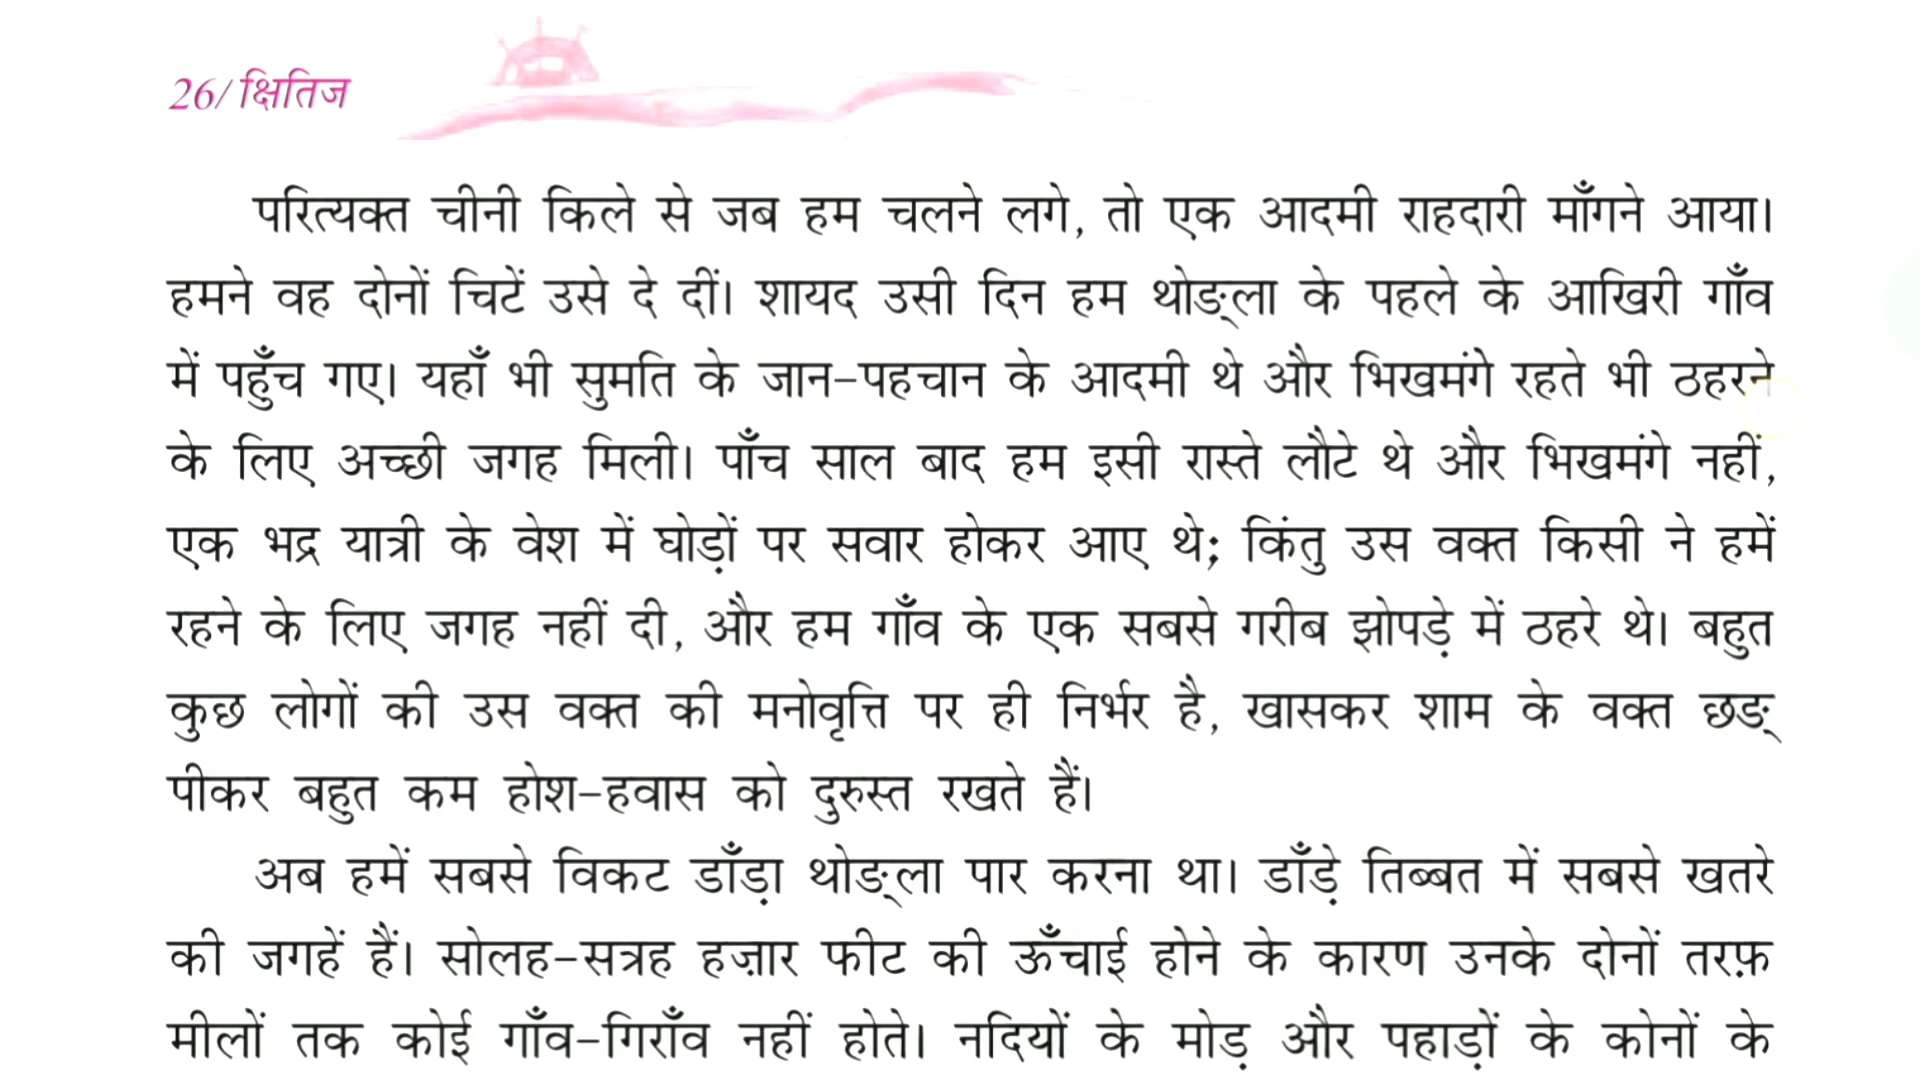 26/ क्षितिज
परित्यक्त चीनी किले से जब हम चलने लगे, तो एक आदमी राहदारी माँगने आया।
हमने वह दोनों चिटें उसे दे दीं। शायद उसी दिन हम थोङ्ला के पहले के आखिरी गाँव
में पहुँच गए। यहाँ भी सुमति के जान-पहचान के आदमी थे और भिखमंगे रहते भी ठहरने
के लिए अच्छी जगह मिली। पाँच साल बाद हम इसी रास्ते लौटे थे और भिखमंगे नहीं,
एक भद्र यात्री के वेश में घोड़ों पर सवार होकर आए थे; किंतु उस वक्त किसी ने हमें
रहने के लिए जगह नहीं दी, और हम गाँव के एक सबसे गरीब झोपड़े में ठहरे थे। बहुत
कुछ लोगों की उस वक्त की मनोवृत्ति पर ही निर्भर है, खासकर शाम के वक्त छङ्
पीकर बहुत कम होश-हवास को दुरुस्त रखते हैं।
अब हमें सबसे विकट डाँड़ा थोङ्ला पार करना था। डाँड़े तिब्बत में सबसे खतरे
की जगहें हैं। सोलह-सत्रह हज़ार फीट की ऊँचाई होने के कारण उनके दोनों तरफ़
मीलों तक कोई गाँव-गिराँव नहीं होते। नदियों के मोड़ और पहाड़ों के कोनों के